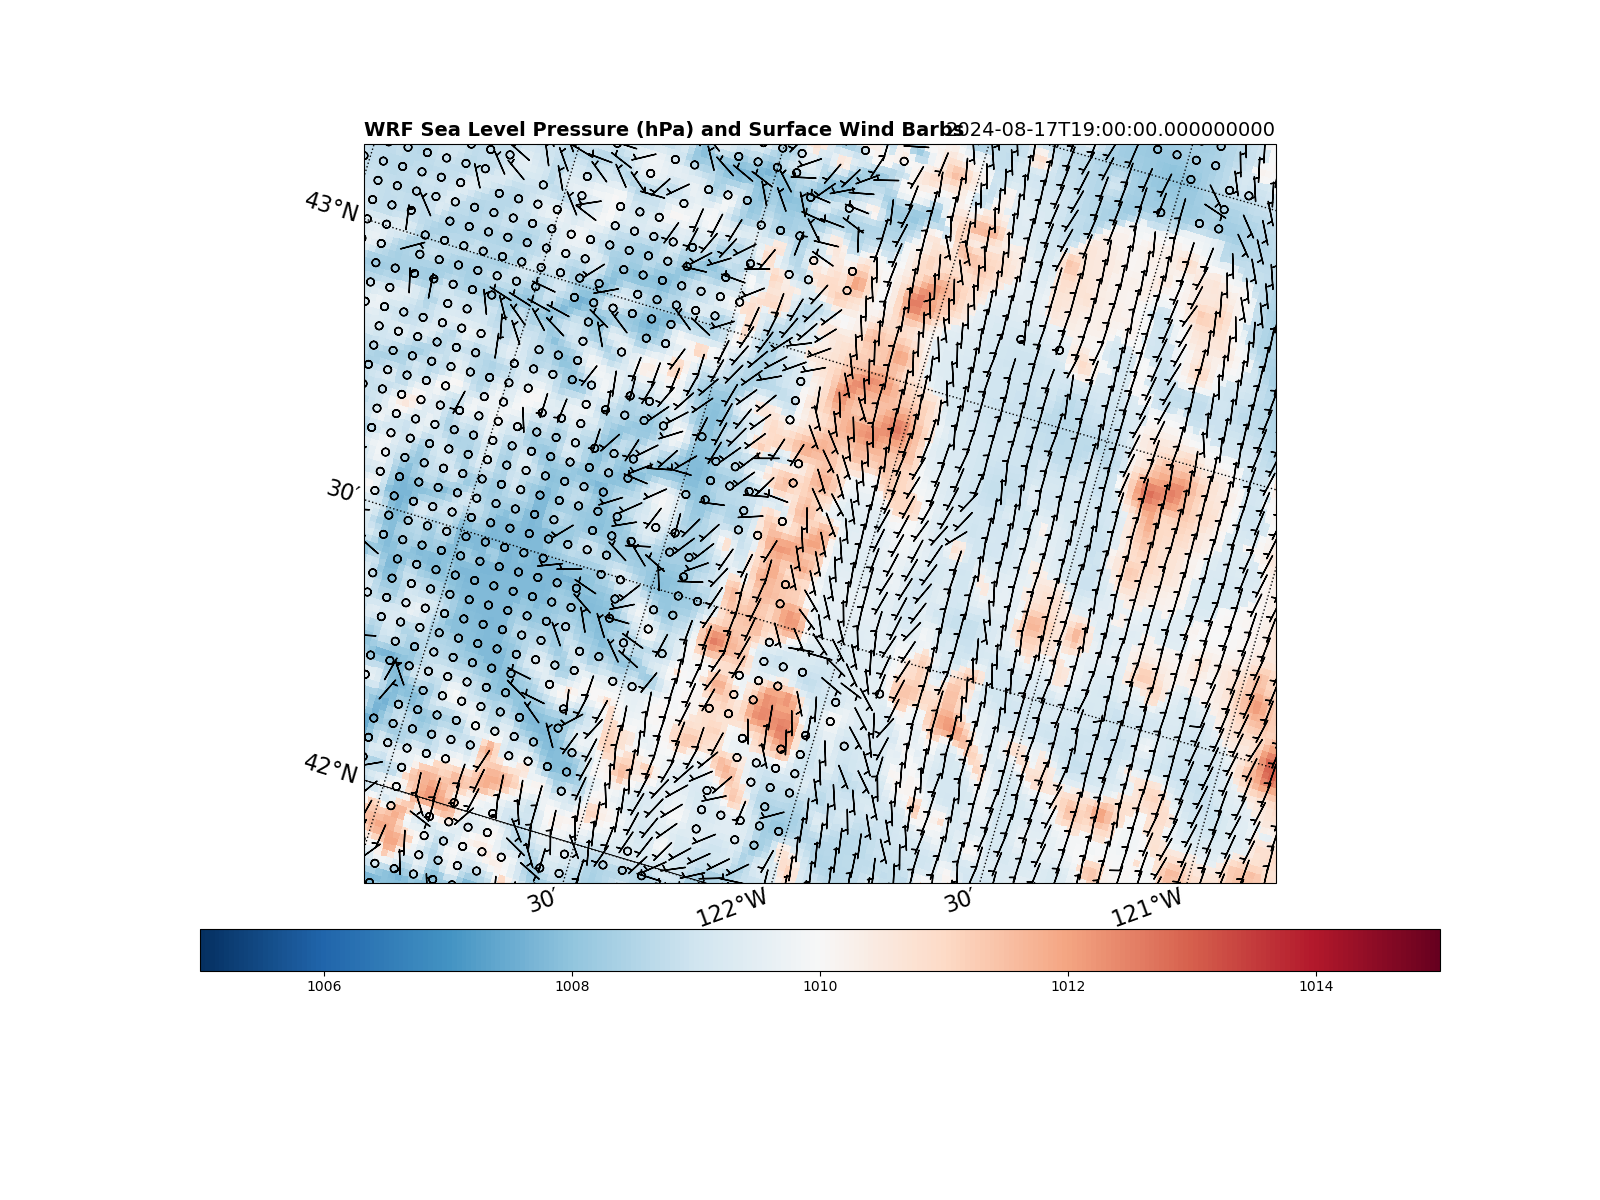 WRF Sea Level Pressure (hPa) and Surface Wind Barbs 2024-08-17T19:00:00.000000000
43°N
30′
42°N
30′ 122°W 30′ 121°W
1006 1008 1010 1012 1014